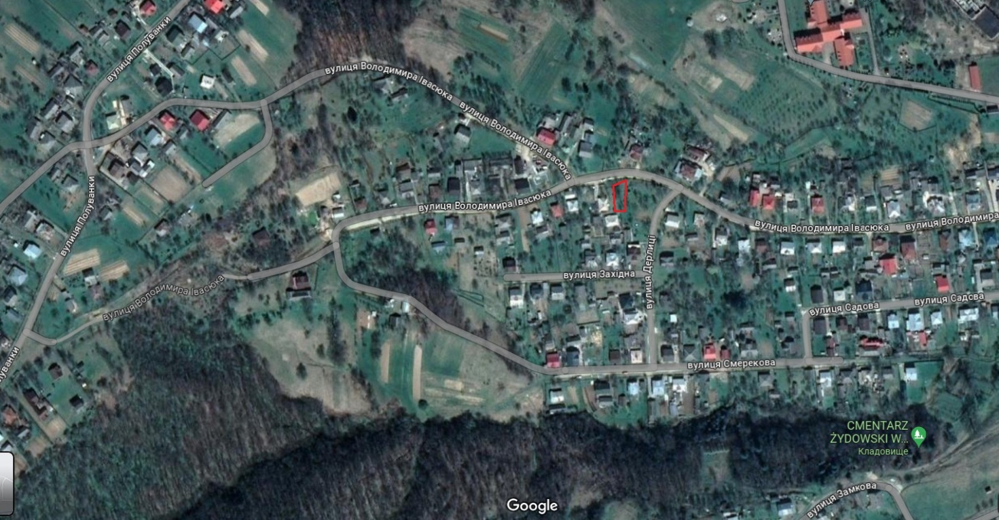 вулиця Полуванки
вулиця Володимира Івасюка
вулиця Володимира Івасюка
вулиця Володимира Івасюка
вулиця Полуванки
вулиця Володимира Івасюка
вулиця Володимира
вулиця Дерлиці
вулиця Західна
вулиця Володимира Івасюка
вулиця Садова
вулиця Садова
луванки
вулиця Смерекова
CMENTARZ
ŻYDOWSKI W...
Кладовище
вулиця Замкова
Google